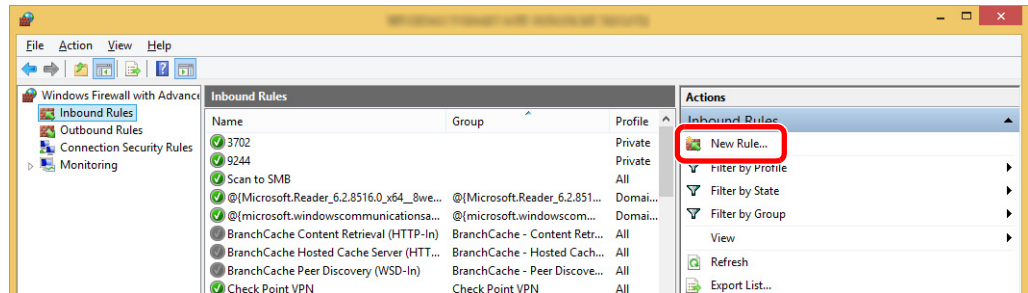 File Action View Help
Windows Firewall with Advance
Inbound Rules
Outbound Rules
Connection Security Rules
Monitoring
Inbound Rules
Name Group Profile
3702 Private
9244 Private
Scan to SMB All
@{Microsoft.Reader_6.2.8516.0_x64__8we... @{Microsoft.Reader_6.2.851... Domai...
@{microsoft.windowscommunicationsa... @{microsoft.windowscom... Domai...
BranchCache Content Retrieval (HTTP-In) BranchCache - Content Retr... All
BranchCache Hosted Cache Server (HTT... BranchCache - Hosted Cach... All
BranchCache Peer Discovery (WSD-In) BranchCache - Peer Discove... All
Check Point VPN Check Point VPN All
Actions
Inbound Rules
New Rule...
Filter by Profile
Filter by State
Filter by Group
View
Refresh
Export List...